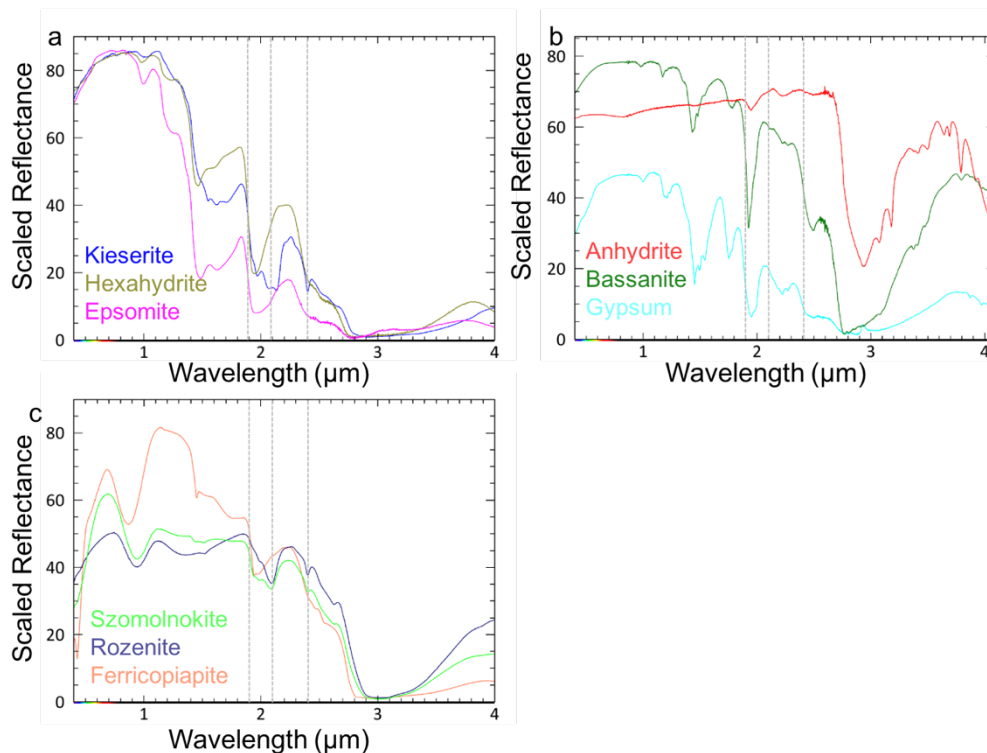 a
80
60
40
20
0
Scaled Reflectance
Kieserite
Hexahydrite
Epsomite
1
2
3
4
Wavelength (μm)
b
80
60
40
20
0
Scaled Reflectance
Anhydrite
Bassanite
Gypsum
1
2
3
4
Wavelength (μm)
c
80
60
40
20
0
Scaled Reflectance
Szomolnokite
Rozenite
Ferricopiapite
1
2
3
4
Wavelength (μm)